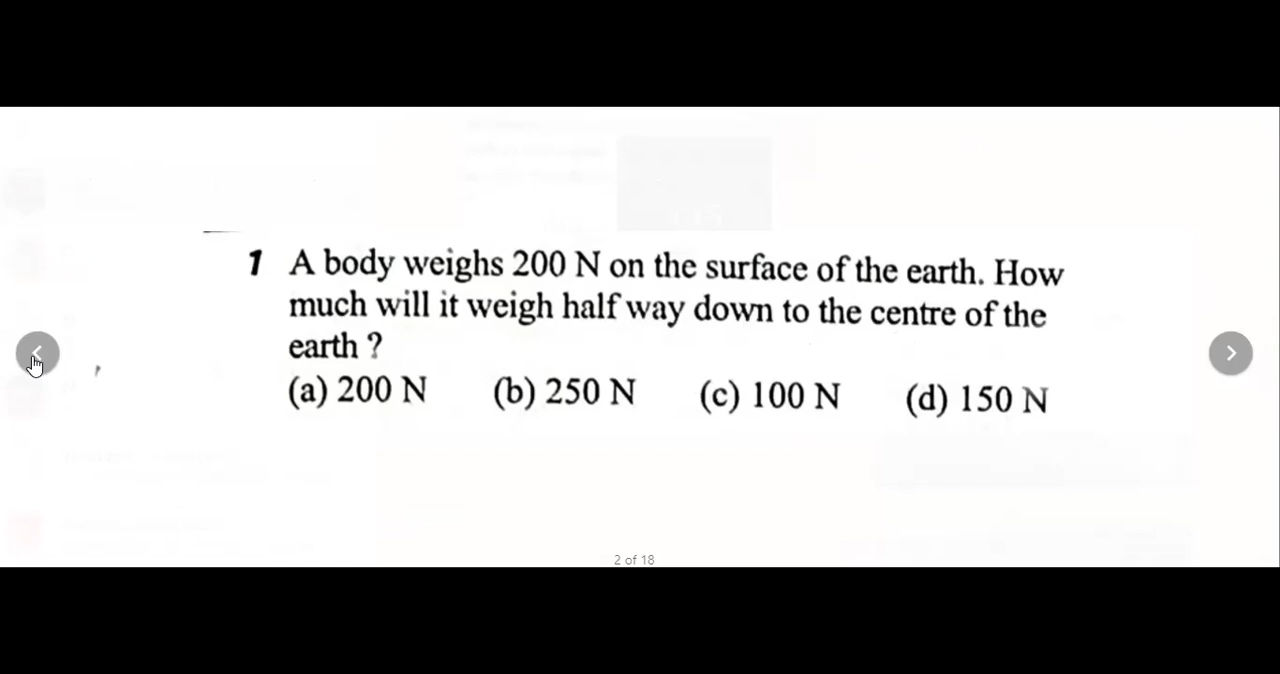 1 A body weighs 200 N on the surface of the earth. How
much will it weigh half way down to the centre of the
earth ?
(a) 200 N (b) 250 N (c) 100 N (d) 150 N
2 of 18